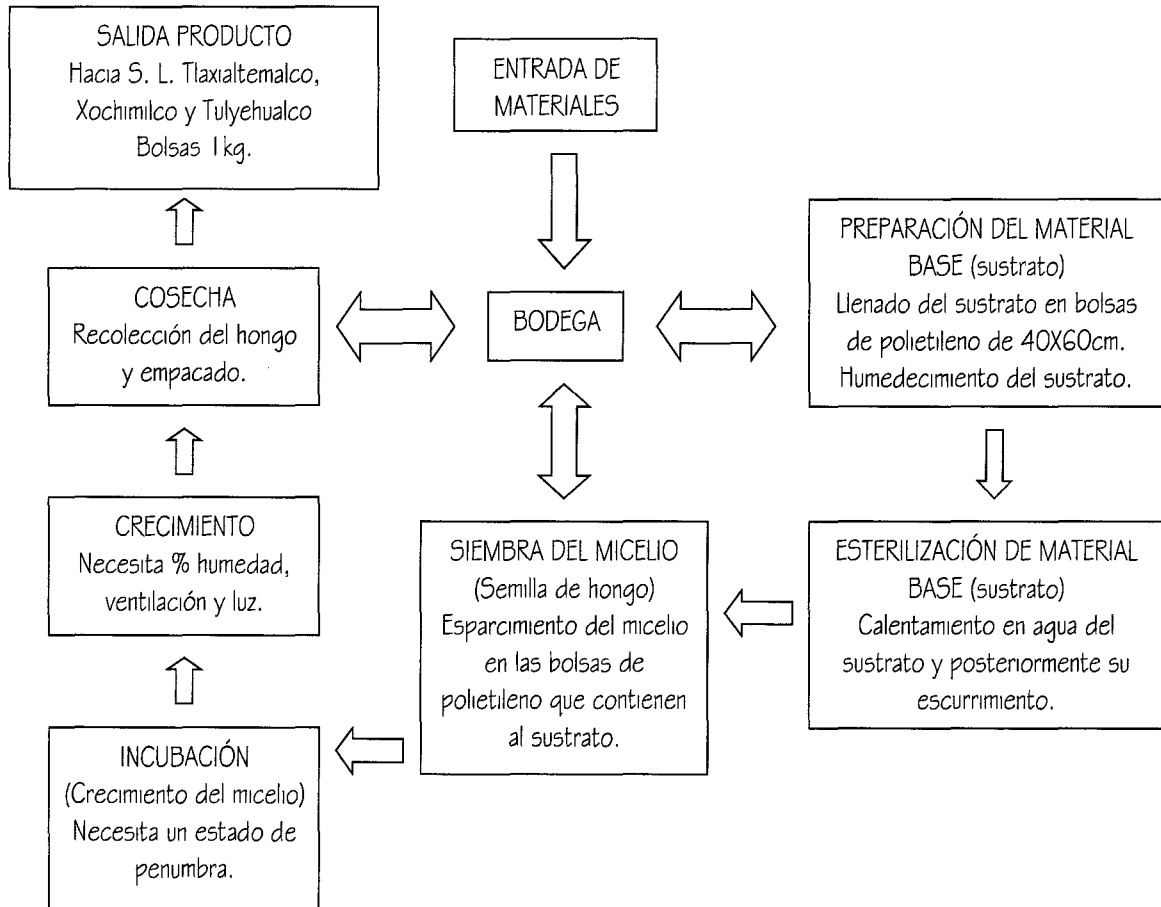 SALIDA PRODUCTO
Hacia S. L. Tlaxialtemalco,
Xochimilco y Tulyehualco
Bolsas 1kg.
ENTRADA DE
MATERIALES
BODEGA
PREPARACIÓN DEL MATERIAL
BASE (sustrato)
Llenado del sustrato en bolsas
de polietileno de 40X60cm.
Humedecimiento del sustrato.
ESTERILIZACIÓN DE MATERIAL
BASE (sustrato)
Calentamiento en agua del
sustrato y posteriormente su
escurrimiento.
SIEMBRA DEL MICELIO
(Semilla de hongo)
Esparcimiento del micelio
en las bolsas de
polietileno que contienen
al sustrato.
INCUBACIÓN
(Crecimiento del micelio)
Necesita un estado de
penumbra.
CRECIMIENTO
Necesita % humedad,
ventilación y luz.
COSECHA
Recolección del hongo
y empacado.